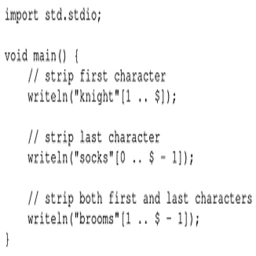 import std.stdio;

void main() {
    // strip first character
    writeln("knight"[1 .. $]);

    // strip last character
    writeln("socks"[0 .. $ - 1]);

    // strip both first and last characters
    writeln("brooms"[1 .. $ - 1]);
}